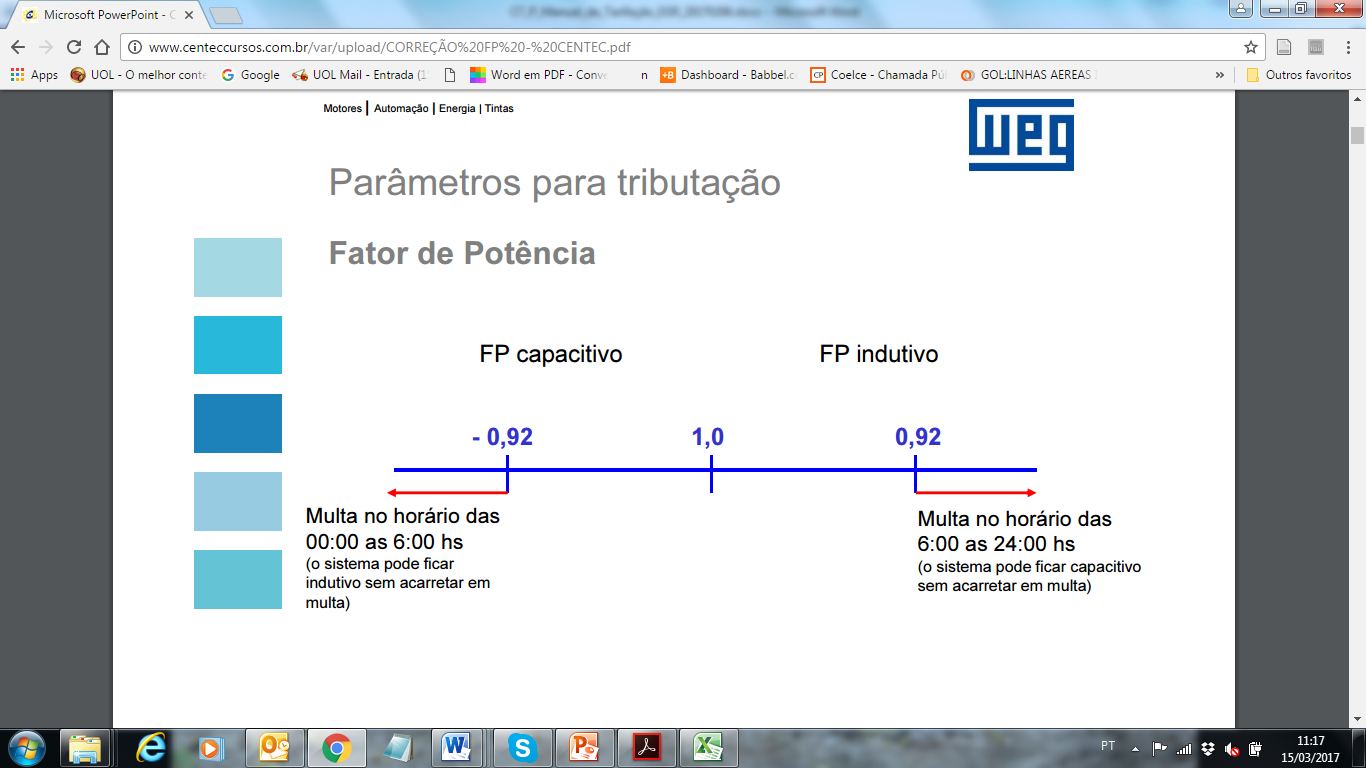 Microsoft PowerPoint - C
www.centeccursos.com.br/var/upload/CORREÇÃO%20FP%20-%20CENTEC.pdf
Apps
UOL - O melhor conte
Google
UOL Mail - Entrada (1
Word em PDF - Conve
n
Dashboard - Babbel.c
Coelce - Chamada Púl
GOL:LINHAS AEREAS I
»
Outros favoritos
Motores | Automação | Energia | Tintas
weg
Parâmetros para tributação
Fator de Potência
FP capacitivo
FP indutivo
- 0,92
1,0
0,92
Multa no horário das
00:00 as 6:00 hs
(o sistema pode ficar
indutivo sem acarretar em
multa)
Multa no horário das
6:00 as 24:00 hs
(o sistema pode ficar capacitivo
sem acarretar em multa)
PT
11:17
15/03/2017